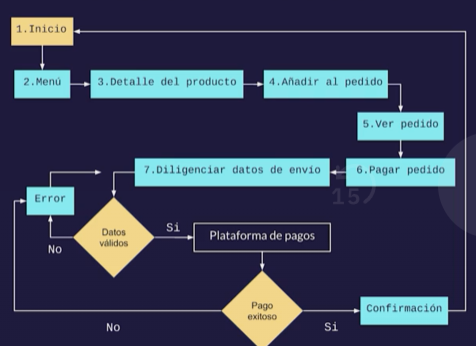 1.Inicio
2.Menú
3.Detalle del producto
4.Añadir al pedido
5.Ver pedido
7.Diligenciar datos de envío
6.Pagar pedido
15)
Error
Datos
válidos
Si
Plataforma de pagos
No
Pago
exitoso
Confirmación
No
Si